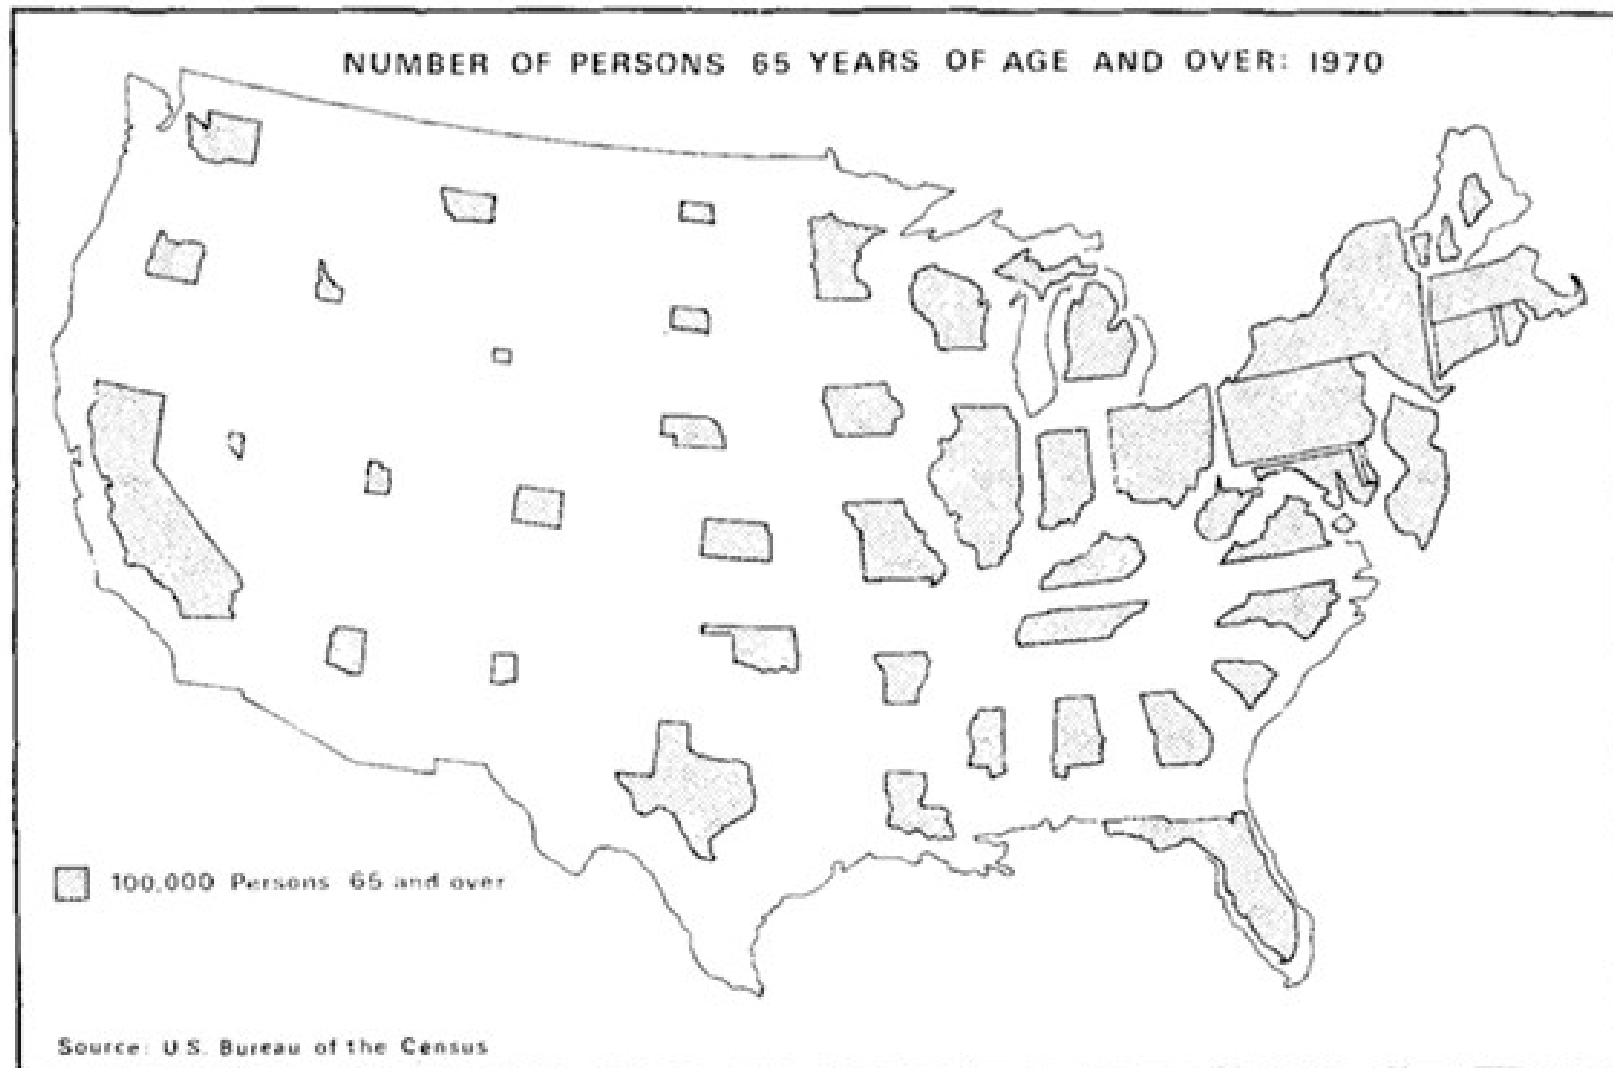 NUMBER OF PERSONS 65 YEARS OF AGE AND OVER: 1970
100,000 Persons 65 and over
Source: U.S. Bureau of the Census